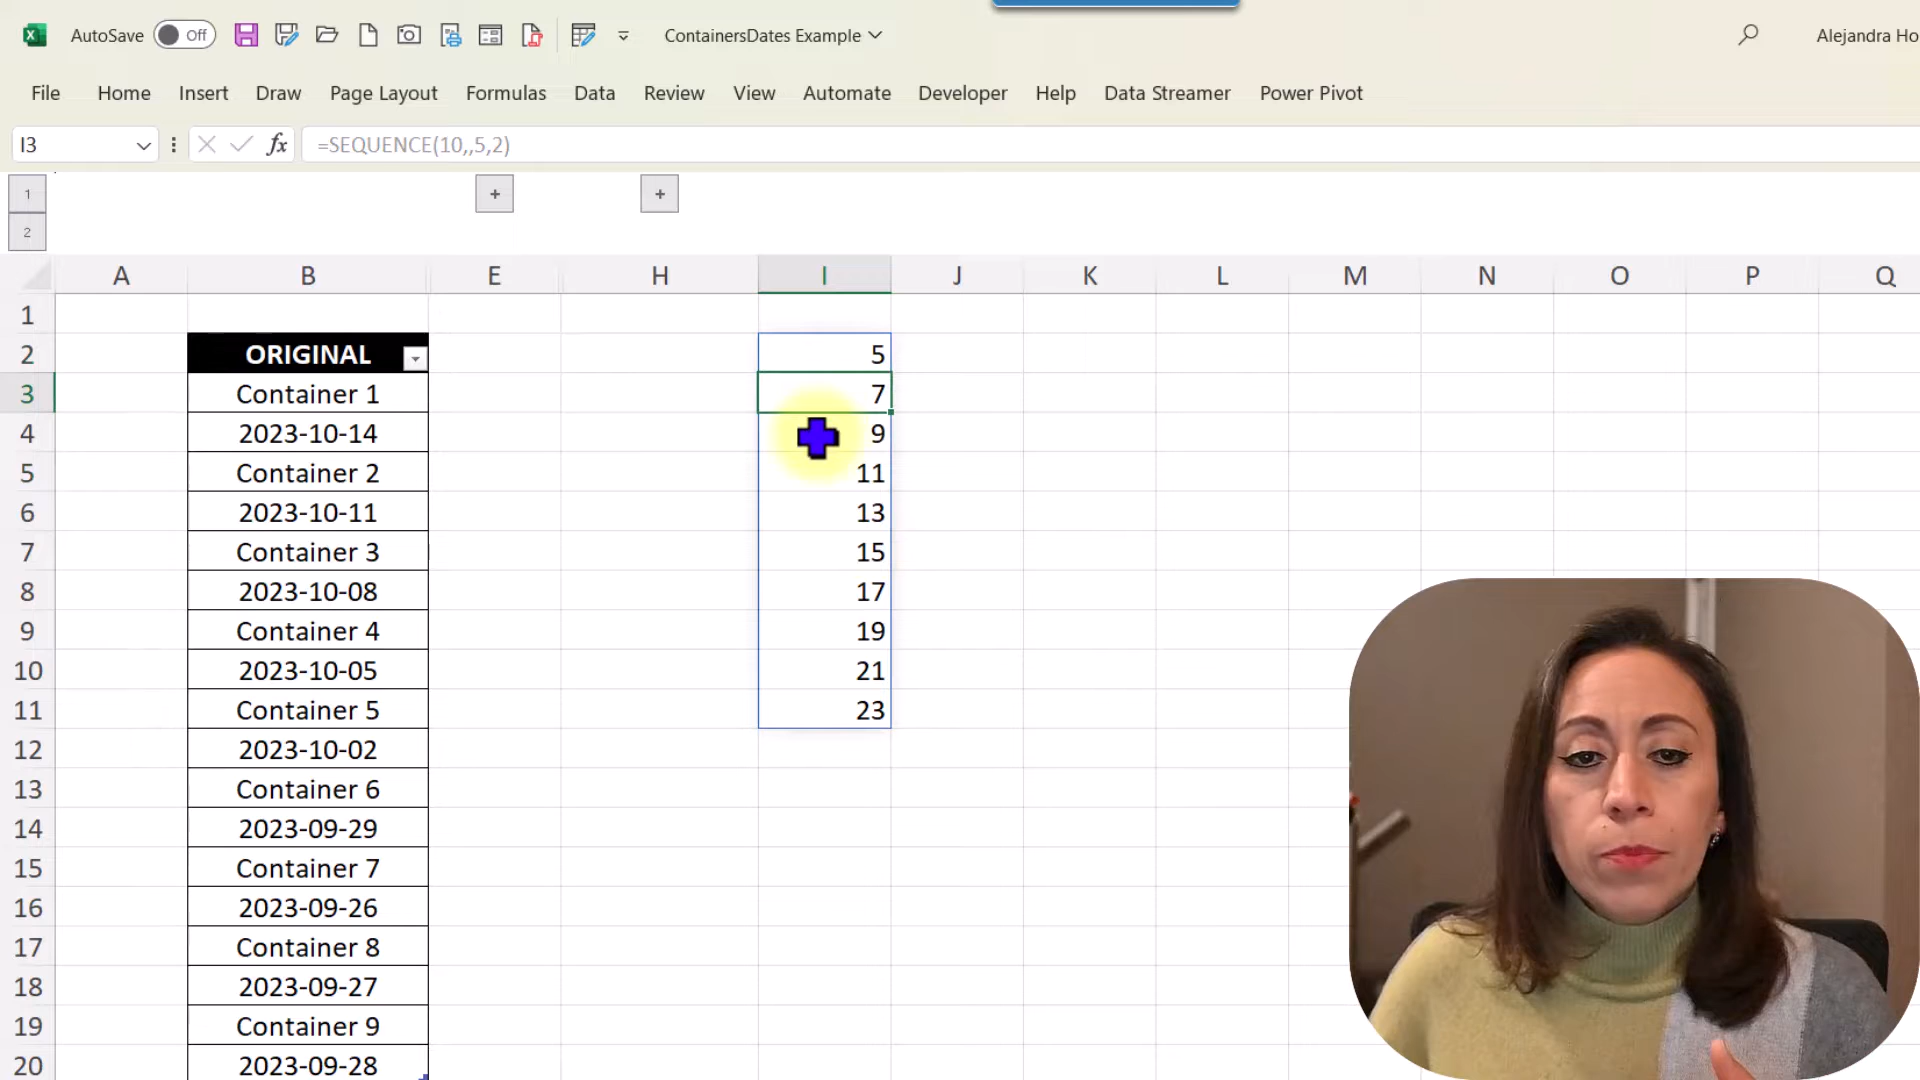 AutoSave Off ContainersDates Example Alejandra Ho
File Home Insert Draw Page Layout Formulas Data Review View Automate Developer Help Data Streamer Power Pivot
I3 fx =SEQUENCE(10,,5,2)
1 + +
2
A B E H I J K L M N O P Q
1
2 ORIGINAL 5
3 Container 1 7
4 2023-10-14 9
5 Container 2 11
6 2023-10-11 13
7 Container 3 15
8 2023-10-08 17
9 Container 4 19
10 2023-10-05 21
11 Container 5 23
12 2023-10-02
13 Container 6
14 2023-09-29
15 Container 7
16 2023-09-26
17 Container 8
18 2023-09-27
19 Container 9
20 2023-09-28